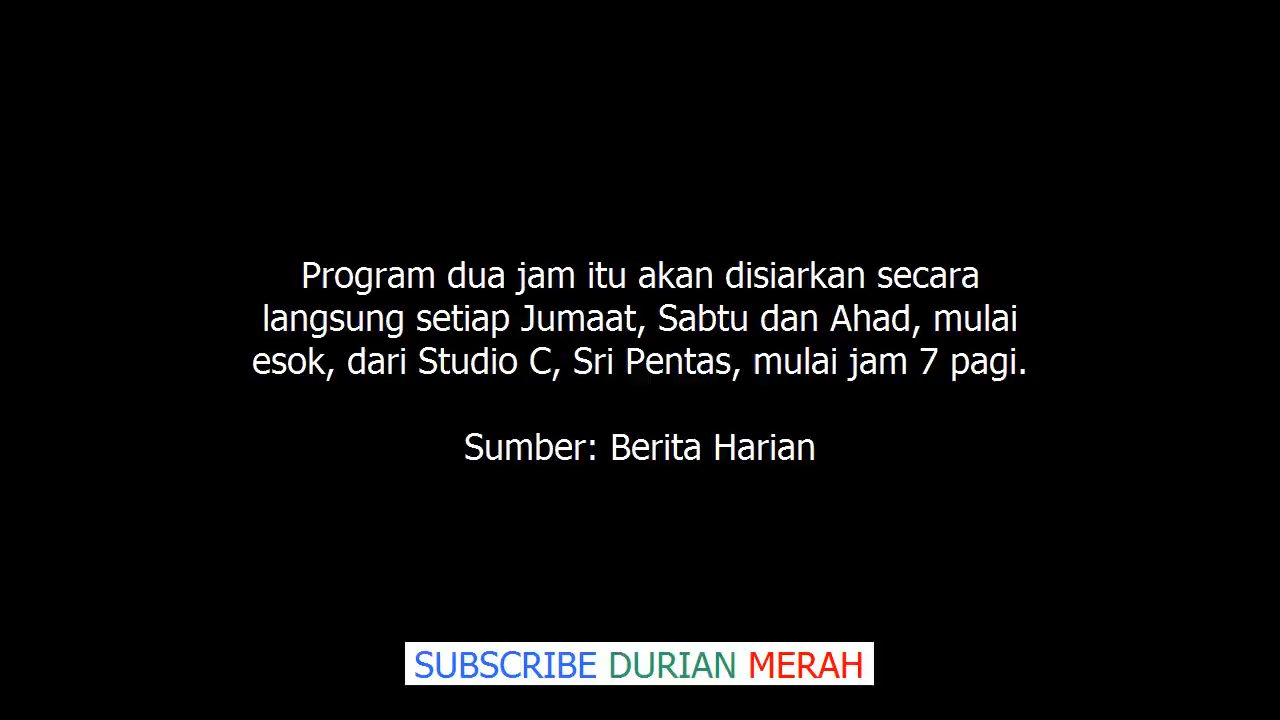 Program dua jam itu akan disiarkan secara
langsung setiap Jumaat, Sabtu dan Ahad, mulai
esok, dari Studio C, Sri Pentas, mulai jam 7 pagi.
Sumber: Berita Harian
SUBSCRIBE DURIAN MERAH